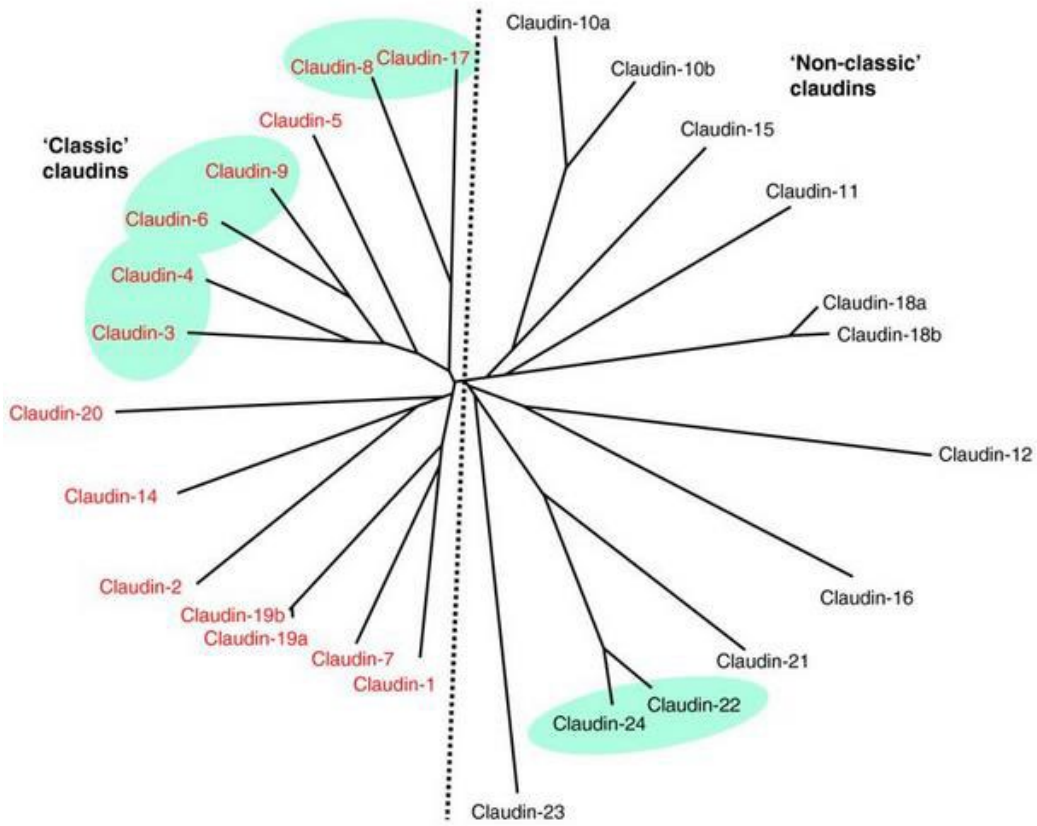 Claudin-10a
Claudin-17
Claudin-8
Claudin-10b
'Non-classic'
claudins
Claudin-5
Claudin-15
'Classic'
claudins
Claudin-9
Claudin-11
Claudin-6
Claudin-4
Claudin-18a
Claudin-3
Claudin-18b
Claudin-20
Claudin-12
Claudin-14
Claudin-2
Claudin-16
Claudin-19b
Claudin-19a
Claudin-7
Claudin-21
Claudin-1
Claudin-22
Claudin-24
Claudin-23